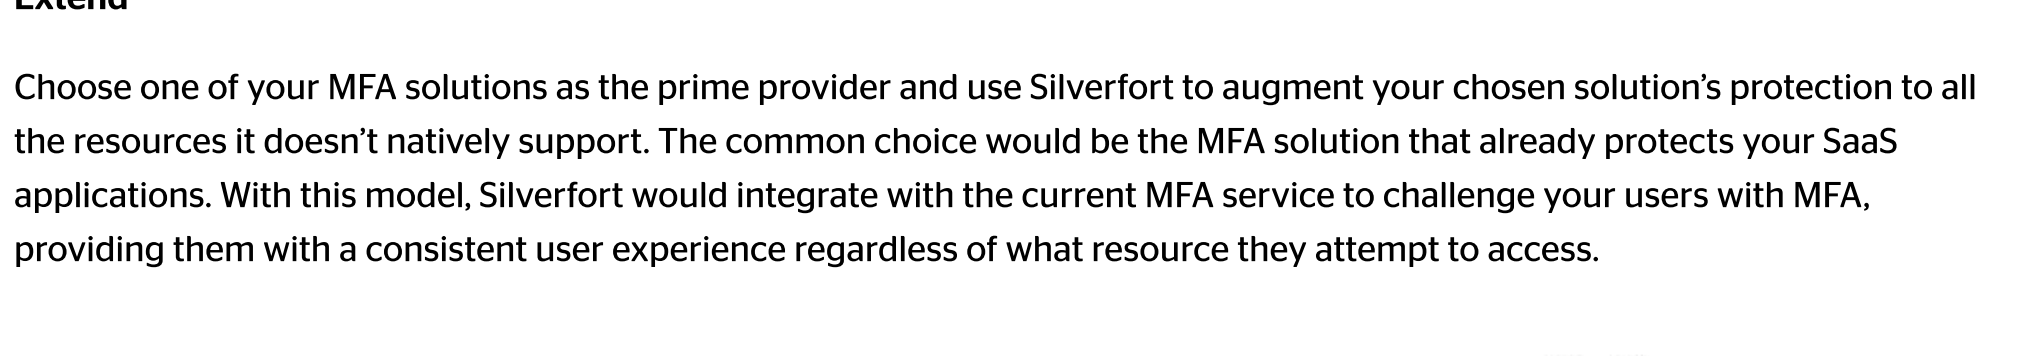 Extend
Choose one of your MFA solutions as the prime provider and use Silverfort to augment your chosen solution’s protection to all
the resources it doesn’t natively support. The common choice would be the MFA solution that already protects your SaaS
applications. With this model, Silverfort would integrate with the current MFA service to challenge your users with MFA,
providing them with a consistent user experience regardless of what resource they attempt to access.